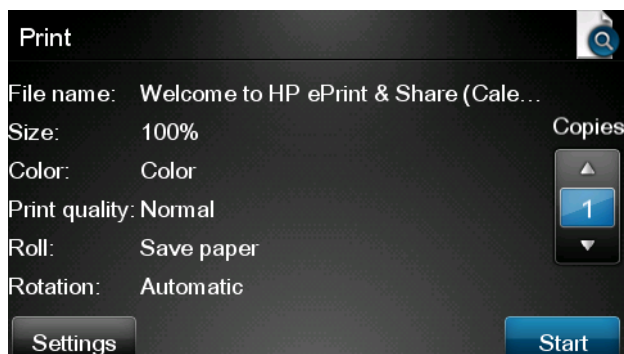 Print
File name: Welcome to HP ePrint & Share (Cale...
Size: 100%
Copies
Color: Color
Print quality: Normal
1
Roll: Save paper
Rotation: Automatic
Settings
Start